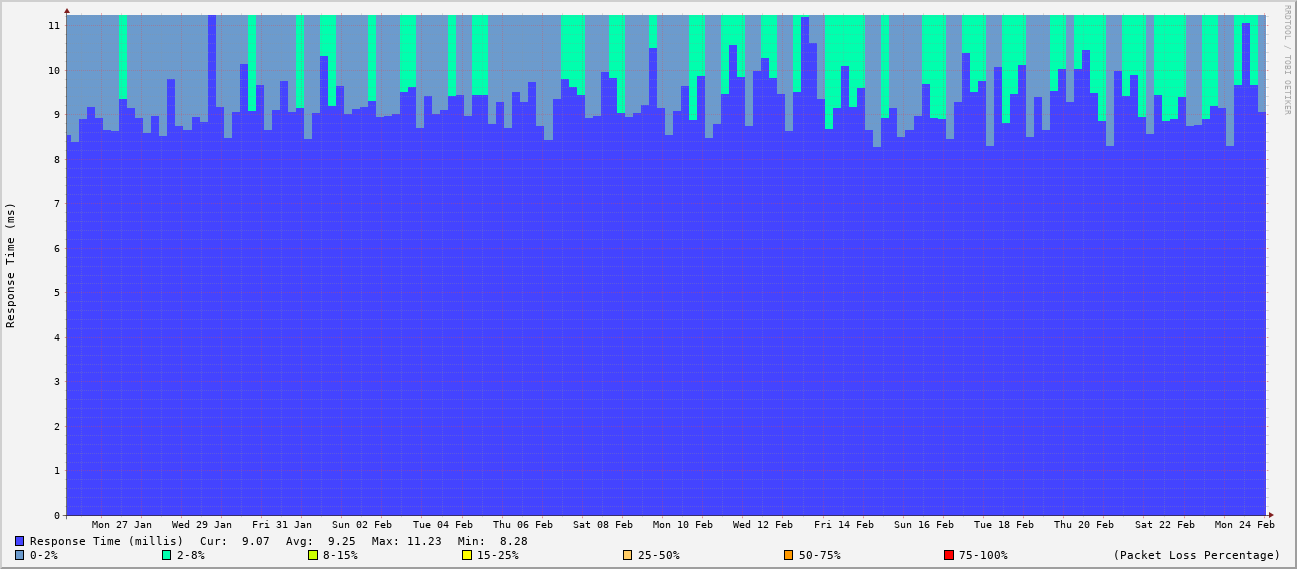 RRDTOOL / TOBI OETIKER
Response Time (ms)
11
10
9
8
7
6
5
4
3
2
1
0
Mon 27 Jan Wed 29 Jan Fri 31 Jan Sun 02 Feb Tue 04 Feb Thu 06 Feb Sat 08 Feb Mon 10 Feb Wed 12 Feb Fri 14 Feb Sun 16 Feb Tue 18 Feb Thu 20 Feb Sat 22 Feb Mon 24 Feb
Response Time (millis) Cur: 9.07 Avg: 9.25 Max: 11.23 Min: 8.28
0-2% 2-8% 8-15% 15-25% 25-50% 50-75% 75-100% (Packet Loss Percentage)